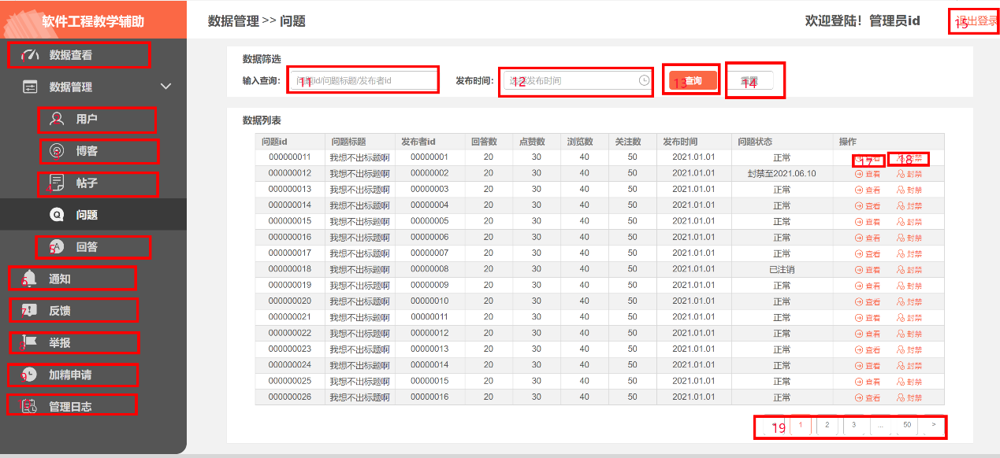 软件工程教学辅助
数据管理 >> 问题
欢迎登陆！管理员id
退出登录
15
1 数据查看
数据管理
2 用户
3 博客
4 帖子
问题
5 回答
6 通知
7 反馈
8 举报
9 加精申请
10 管理日志
数据筛选
输入查询： 问题id/问题标题/发布者id 11
发布时间： 选择发布时间 12
查询 13
重置 14
数据列表
问题id 问题标题 发布者id 回答数 点赞数 浏览数 关注数 发布时间 问题状态 操作
000000011 我想不出标题啊 00000001 20 30 40 50 2021.01.01 正常 查看 17 封禁 18
000000012 我想不出标题啊 00000002 20 30 40 50 2021.01.01 封禁至2021.06.10 查看 封禁
000000013 我想不出标题啊 00000003 20 30 40 50 2021.01.01 正常 查看 封禁
000000014 我想不出标题啊 00000004 20 30 40 50 2021.01.01 正常 查看 封禁
000000015 我想不出标题啊 00000005 20 30 40 50 2021.01.01 正常 查看 封禁
000000016 我想不出标题啊 00000006 20 30 40 50 2021.01.01 正常 查看 封禁
000000017 我想不出标题啊 00000007 20 30 40 50 2021.01.01 正常 查看 封禁
000000018 我想不出标题啊 00000008 20 30 40 50 2021.01.01 已注销 查看 封禁
000000019 我想不出标题啊 00000009 20 30 40 50 2021.01.01 正常 查看 封禁
000000020 我想不出标题啊 00000010 20 30 40 50 2021.01.01 正常 查看 封禁
000000021 我想不出标题啊 00000011 20 30 40 50 2021.01.01 正常 查看 封禁
000000022 我想不出标题啊 00000012 20 30 40 50 2021.01.01 正常 查看 封禁
000000023 我想不出标题啊 00000013 20 30 40 50 2021.01.01 正常 查看 封禁
000000024 我想不出标题啊 00000014 20 30 40 50 2021.01.01 正常 查看 封禁
000000025 我想不出标题啊 00000015 20 30 40 50 2021.01.01 正常 查看 封禁
000000026 我想不出标题啊 00000016 20 30 40 50 2021.01.01 正常 查看 封禁
19 1 2 3 ... 50 >